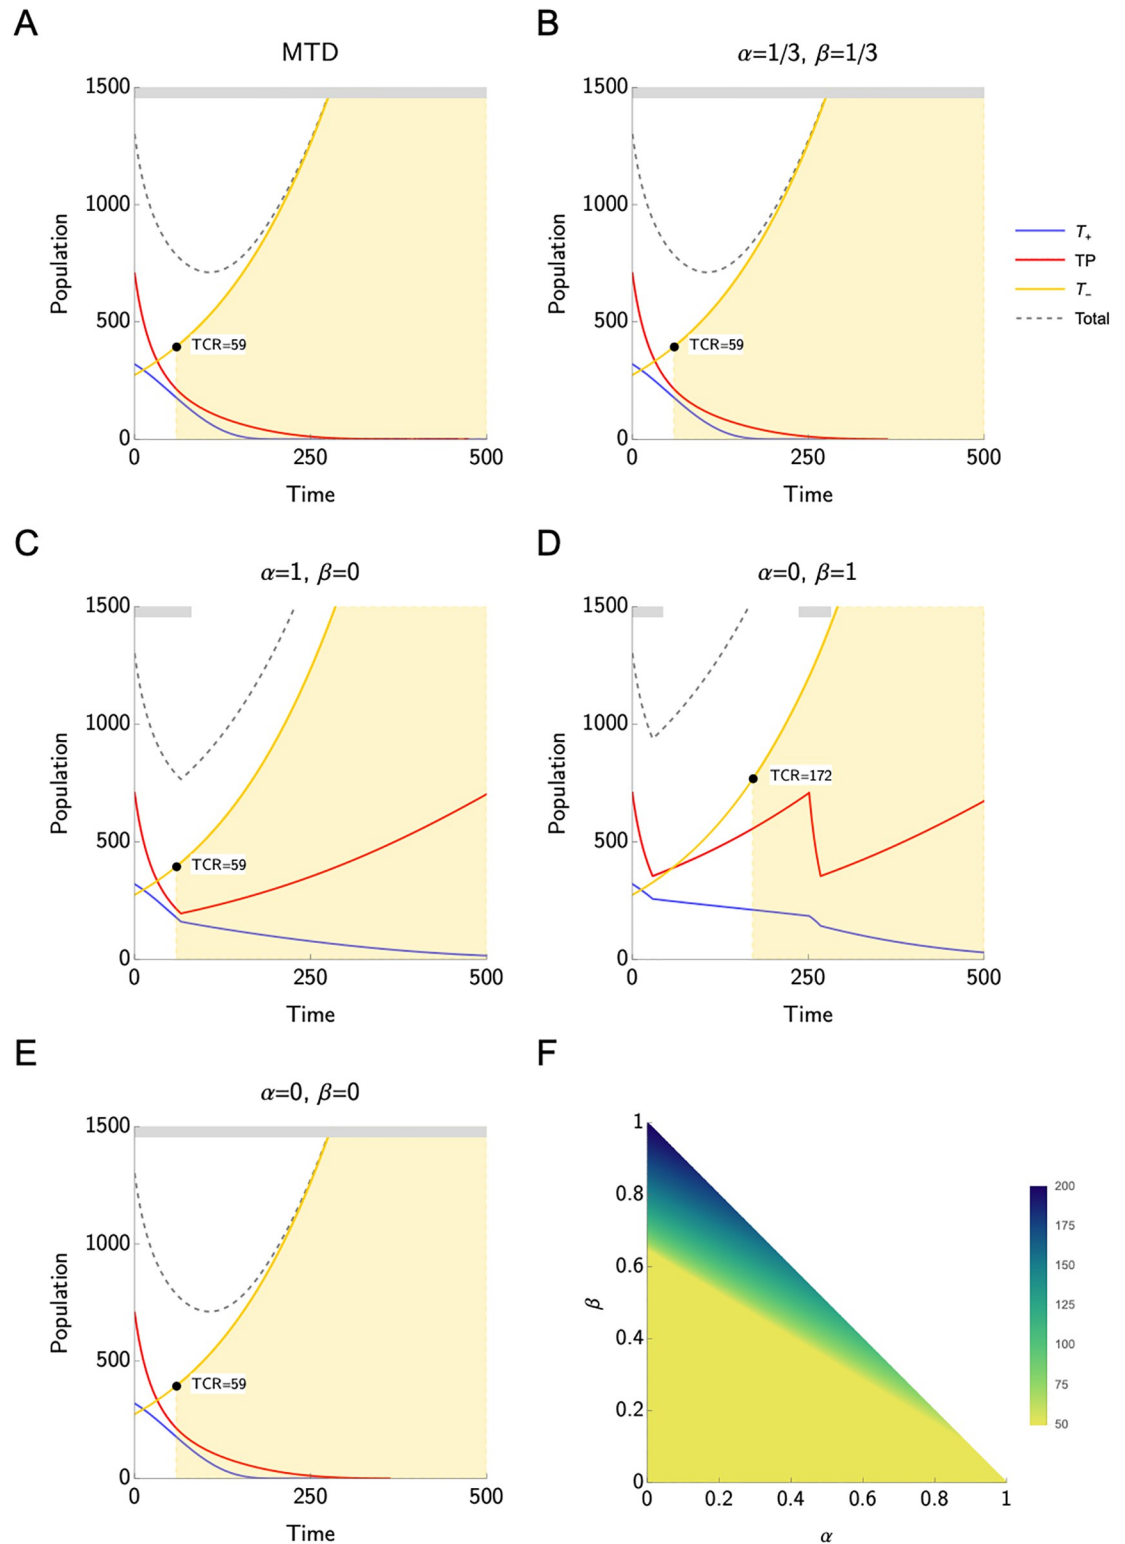 A
MTD
1500
1000
500
0
Population
TCR=59
0
250
500
Time
B
α=1/3, β=1/3
1500
1000
500
0
Population
TCR=59
0
250
500
Time
T₊
TP
T₋
Total
C
α=1, β=0
1500
1000
500
0
Population
TCR=59
0
250
500
Time
D
α=0, β=1
1500
1000
500
0
Population
TCR=172
0
250
500
Time
E
α=0, β=0
1500
1000
500
0
Population
TCR=59
0
250
500
Time
F
1
0.8
0.6
0.4
0.2
0
β
0
0.2
0.4
0.6
0.8
1
α
200
175
150
125
100
75
50